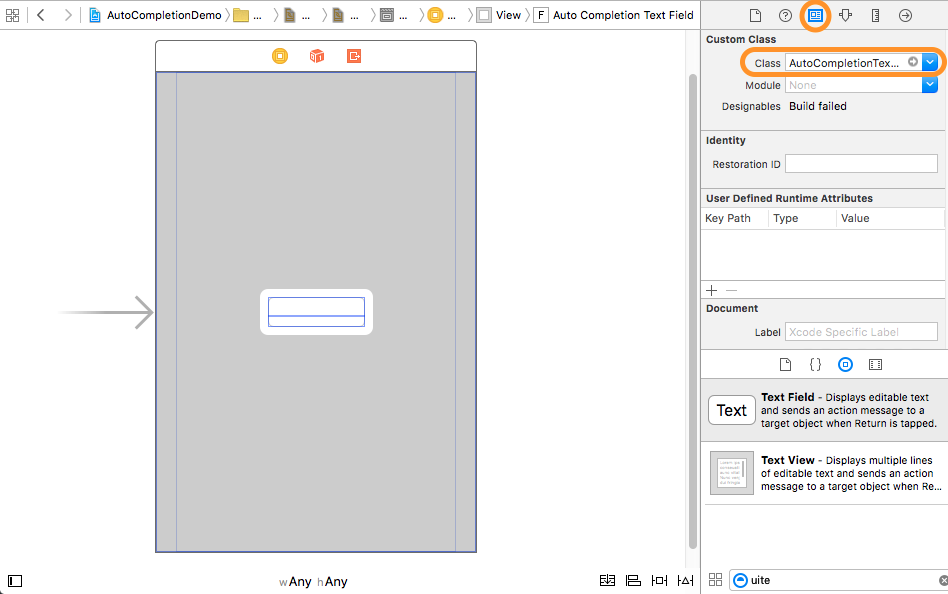 AutoCompletionDemo ... ... ... ... ... View F Auto Completion Text Field
Custom Class
Class AutoCompletionTex...
Module None
Designables Build failed
Identity
Restoration ID
User Defined Runtime Attributes
Key Path Type Value
+ −
Document
Label Xcode Specific Label
{}
Text
Text Field - Displays editable text
and sends an action message to a
target object when Return is tapped.
Text View - Displays multiple lines
of editable text and sends an action
message to a target object when Re...
wAny hAny
uite